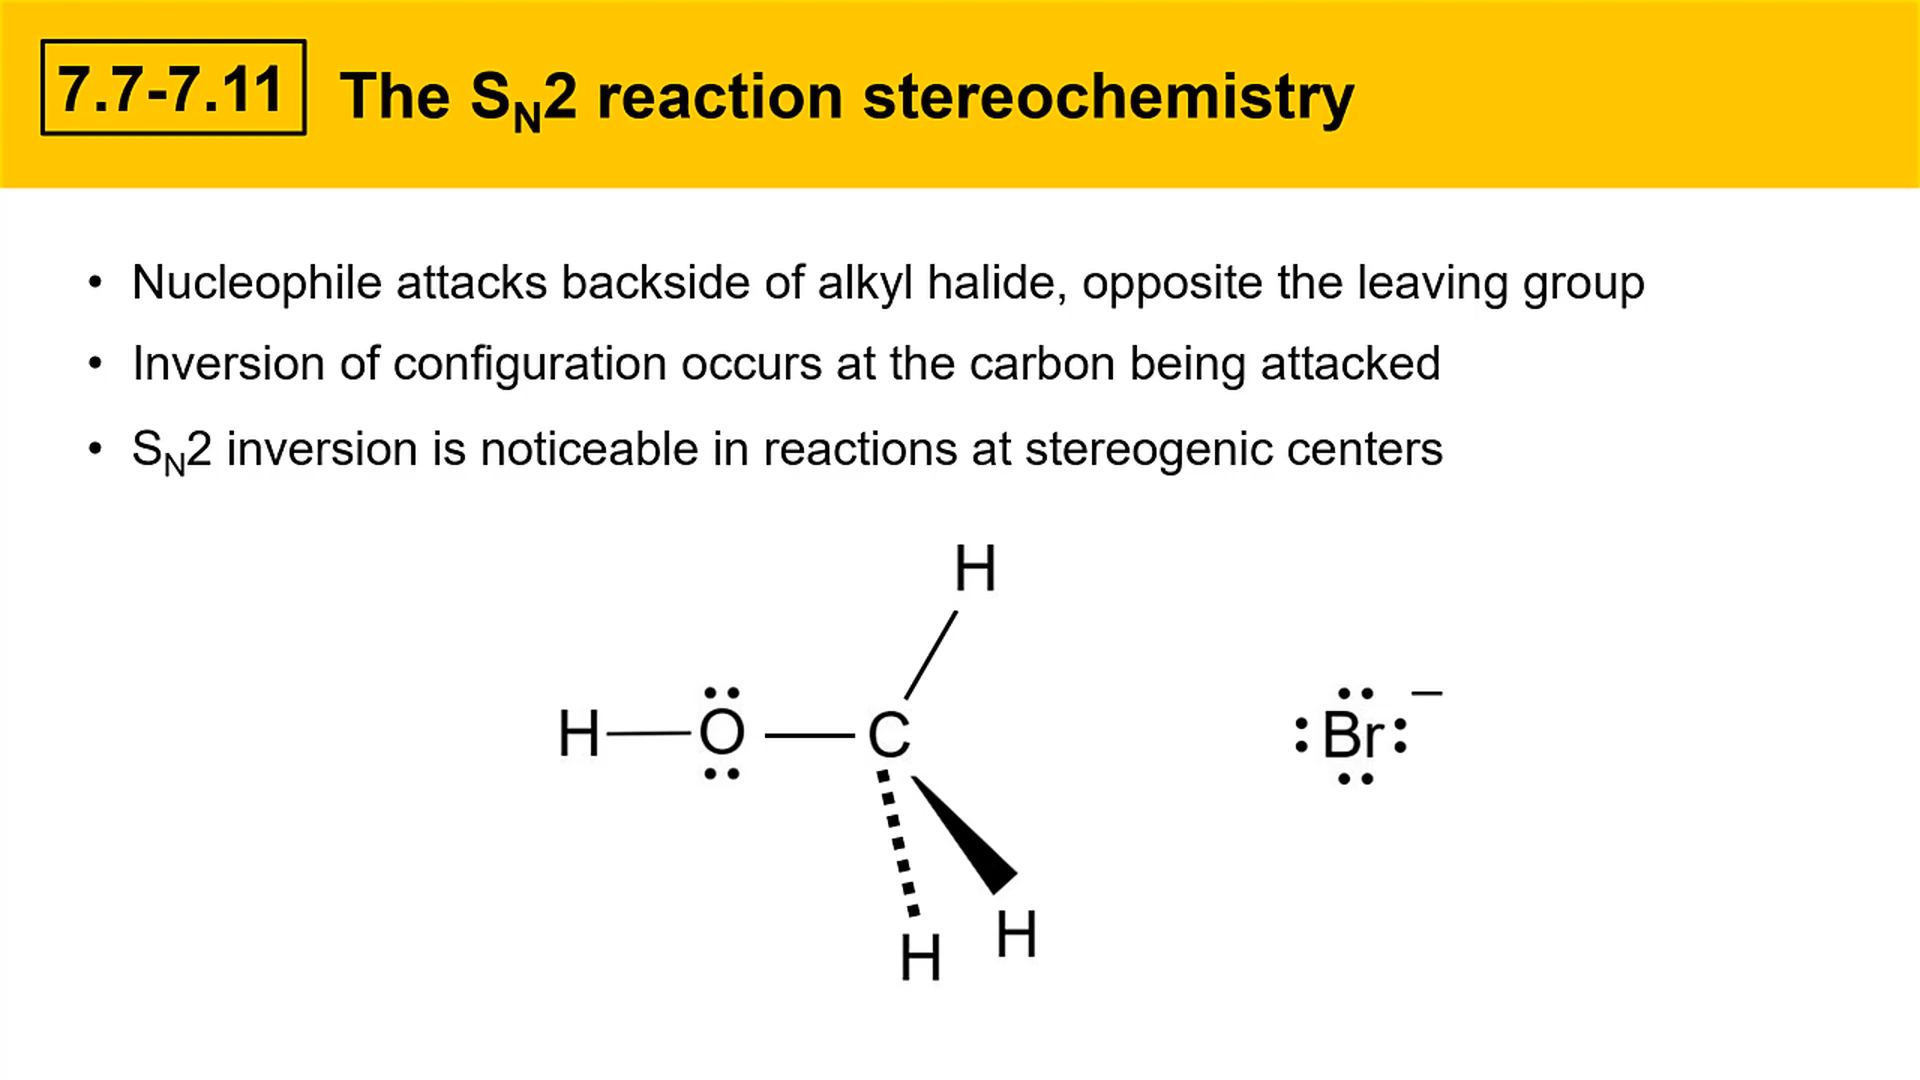 7.7-7.11 The SN2 reaction stereochemistry
• Nucleophile attacks backside of alkyl halide, opposite the leaving group
• Inversion of configuration occurs at the carbon being attacked
• SN2 inversion is noticeable in reactions at stereogenic centers
H
H O C Br –
H H